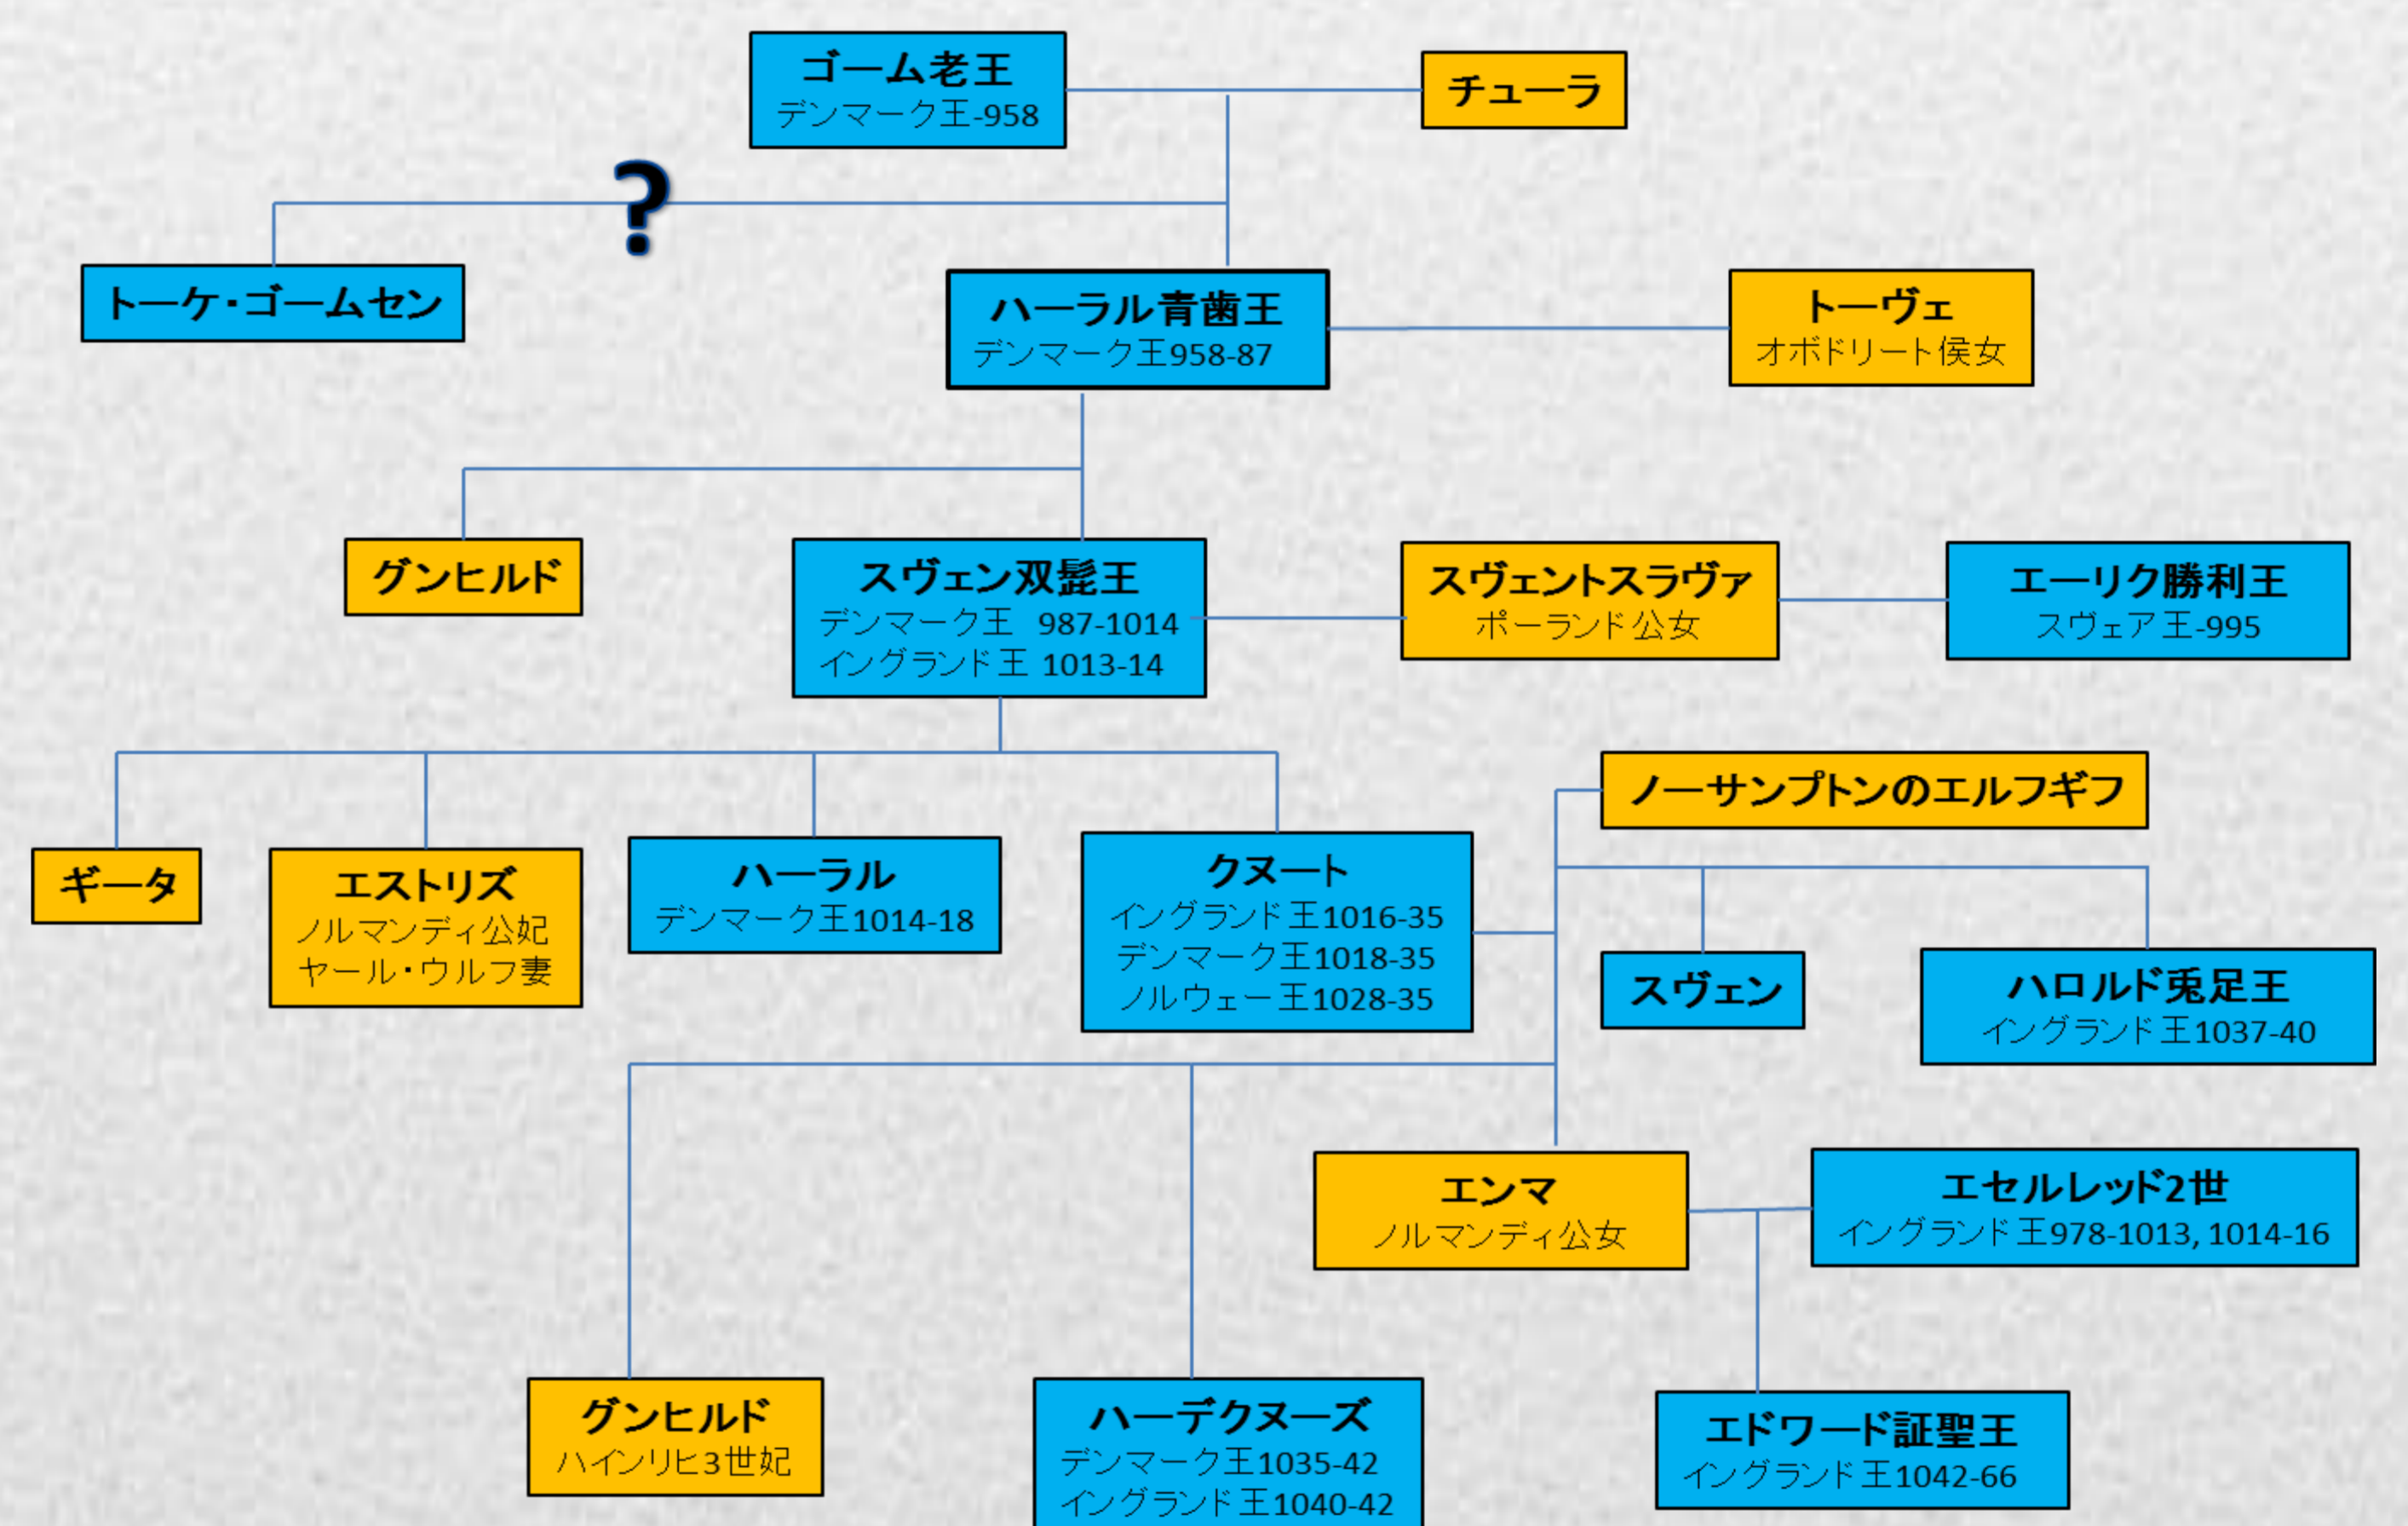 ゴーム老王
デンマーク王-958
チューラ
?
トーケ・ゴームセン
ハーラル青歯王
デンマーク王958-87
トーヴェ
オボドリート侯女
グンヒルド
スヴェン双髭王
デンマーク王 987-1014
イングランド王 1013-14
スヴェントスラヴァ
ポーランド公女
エーリク勝利王
スヴェア王-995
ノーサンプトンのエルフギフ
ギータ
エストリズ
ノルマンディ公妃
ヤール・ウルフ妻
ハーラル
デンマーク王1014-18
クヌート
イングランド王1016-35
デンマーク王1018-35
ノルウェー王1028-35
スヴェン
ハロルド兎足王
イングランド王1037-40
エンマ
ノルマンディ公女
エセルレッド2世
イングランド王978-1013, 1014-16
グンヒルド
ハインリヒ3世妃
ハーデクヌーズ
デンマーク王1035-42
イングランド王1040-42
エドワード証聖王
イングランド王1042-66